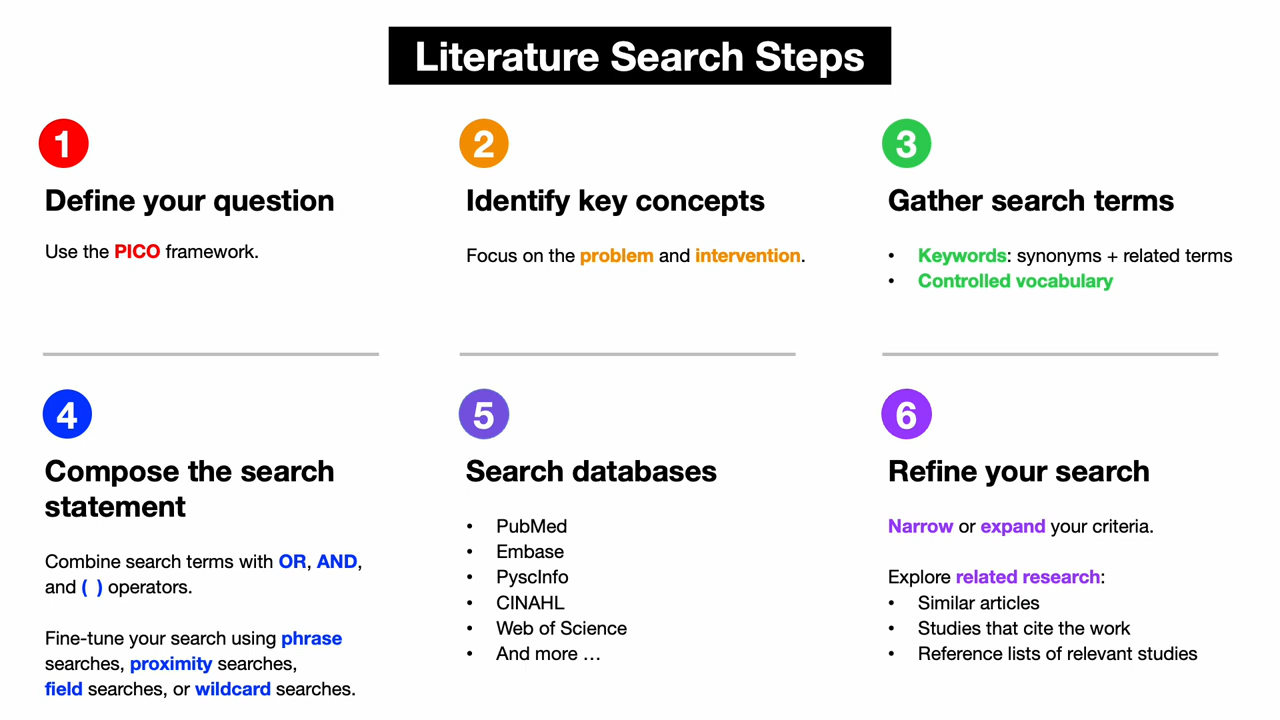 Literature Search Steps
1
Define your question
Use the PICO framework.
2
Identify key concepts
Focus on the problem and intervention.
3
Gather search terms
• Keywords: synonyms + related terms
• Controlled vocabulary
4
Compose the search
statement
Combine search terms with OR, AND,
and ( ) operators.
Fine-tune your search using phrase
searches, proximity searches,
field searches, or wildcard searches.
5
Search databases
• PubMed
• Embase
• PyscInfo
• CINAHL
• Web of Science
• And more …
6
Refine your search
Narrow or expand your criteria.
Explore related research:
• Similar articles
• Studies that cite the work
• Reference lists of relevant studies